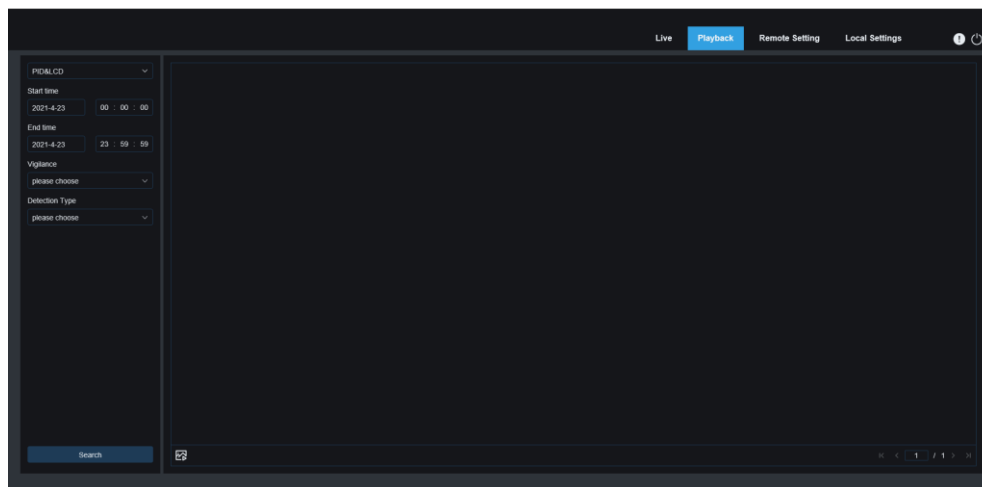 Live Playback Remote Setting Local Settings
PID&LCD
Start time
2021-4-23 00 : 00 : 00
End time
2021-4-23 23 : 59 : 59
Vigilance
please choose
Detection Type
please choose
Search
1 / 1